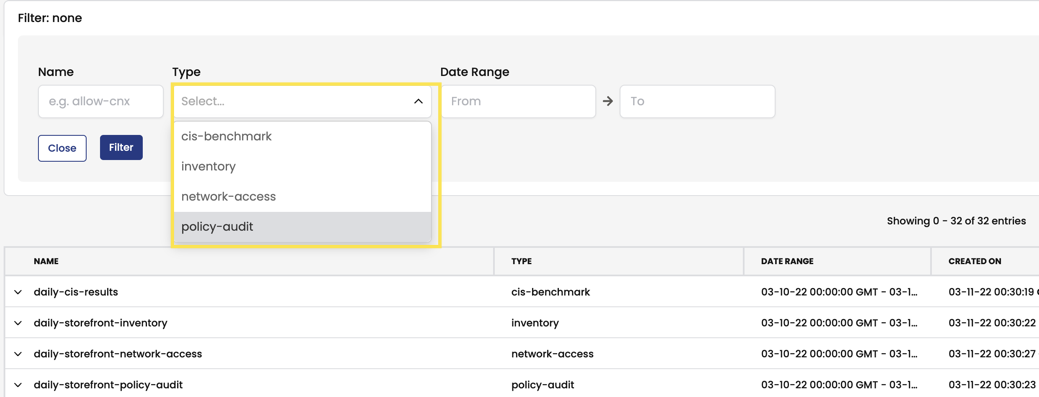 Filter: none
Name Type Date Range
e.g. allow-cnx Select... From → To
cis-benchmark
Close Filter
inventory
network-access
policy-audit
Showing 0 - 32 of 32 entries
NAME TYPE DATE RANGE CREATED ON
daily-cis-results cis-benchmark 03-10-22 00:00:00 GMT - 03-1... 03-11-22 00:30:19
daily-storefront-inventory inventory 03-10-22 00:00:00 GMT - 03-1... 03-11-22 00:30:22
daily-storefront-network-access network-access 03-10-22 00:00:00 GMT - 03-1... 03-11-22 00:30:27
daily-storefront-policy-audit policy-audit 03-10-22 00:00:00 GMT - 03-1... 03-11-22 00:30:23